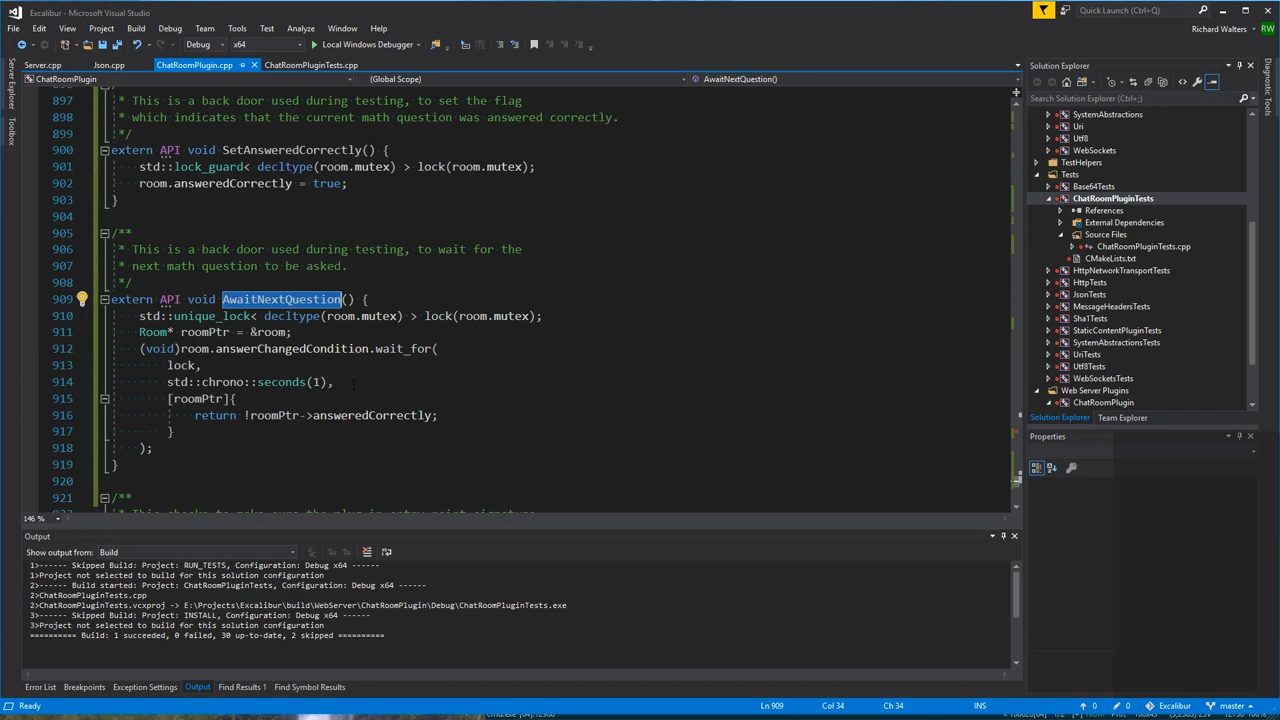 Excalibur - Microsoft Visual Studio
Quick Launch (Ctrl+Q)
File Edit View Project Build Debug Team Tools Test Analyze Window Help
Richard Walters RW
Debug x64 Local Windows Debugger
Server.cpp Json.cpp ChatRoomPlugin.cpp ChatRoomPluginTests.cpp
ChatRoomPlugin (Global Scope) AwaitNextQuestion()
Server Explorer
Toolbox
897 * This is a back door used during testing, to set the flag
898 * which indicates that the current math question was answered correctly.
899 */
900 extern API void SetAnsweredCorrectly() {
901 std::lock_guard< decltype(room.mutex) > lock(room.mutex);
902 room.answeredCorrectly = true;
903 }
904
905 /**
906 * This is a back door used during testing, to wait for the
907 * next math question to be asked.
908 */
909 extern API void AwaitNextQuestion() {
910 std::unique_lock< decltype(room.mutex) > lock(room.mutex);
911 Room* roomPtr = &room;
912 (void)room.answerChangedCondition.wait_for(
913 lock,
914 std::chrono::seconds(1),
915 [roomPtr]{
916 return !roomPtr->answeredCorrectly;
917 }
918 );
919 }
920
921 /**
146 %
Output
Show output from: Build
1>------ Skipped Build: Project: RUN_TESTS, Configuration: Debug x64 ------
1>Project not selected to build for this solution configuration
2>------ Build started: Project: ChatRoomPluginTests, Configuration: Debug x64 ------
2>ChatRoomPluginTests.cpp
2>ChatRoomPluginTests.vcxproj -> E:\Projects\Excalibur\build\WebServer\ChatRoomPlugin\Debug\ChatRoomPluginTests.exe
3>------ Skipped Build: Project: INSTALL, Configuration: Debug x64 ------
3>Project not selected to build for this solution configuration
========== Build: 1 succeeded, 0 failed, 30 up-to-date, 2 skipped ==========
Error List Breakpoints Exception Settings Output Find Results 1 Find Symbol Results
Solution Explorer
Search Solution Explorer
SystemAbstractions
Uri
Utf8
WebSockets
TestHelpers
Tests
Base64Tests
ChatRoomPluginTests
References
External Dependencies
Source Files
ChatRoomPluginTests.cpp
CMakeLists.txt
HttpNetworkTransportTests
HttpTests
JsonTests
MessageHeadersTests
Sha1Tests
StaticContentPluginTests
SystemAbstractionsTests
UriTests
Utf8Tests
WebSocketsTests
Web Server Plugins
ChatRoomPlugin
Solution Explorer Team Explorer
Properties
Diagnostic Tools
Ready Ln 909 Col 34 Ch 34 INS 0 0 Excalibur master